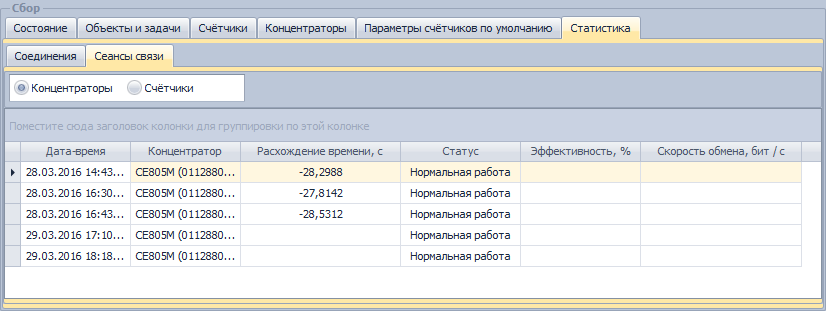 Сбор
Состояние Объекты и задачи Счётчики Концентраторы Параметры счётчиков по умолчанию Статистика
Соединения Сеансы связи
Концентраторы Счётчики
Поместите сюда заголовок колонки для группировки по этой колонке
Дата-время Концентратор Расхождение времени, с Статус Эффективность, % Скорость обмена, бит / с
28.03.2016 14:43... CE805M (0112880... -28,2988 Нормальная работа
28.03.2016 16:30... CE805M (0112880... -27,8142 Нормальная работа
28.03.2016 16:43... CE805M (0112880... -28,5312 Нормальная работа
29.03.2016 17:10... CE805M (0112880... Нормальная работа
29.03.2016 18:18... CE805M (0112880... Нормальная работа